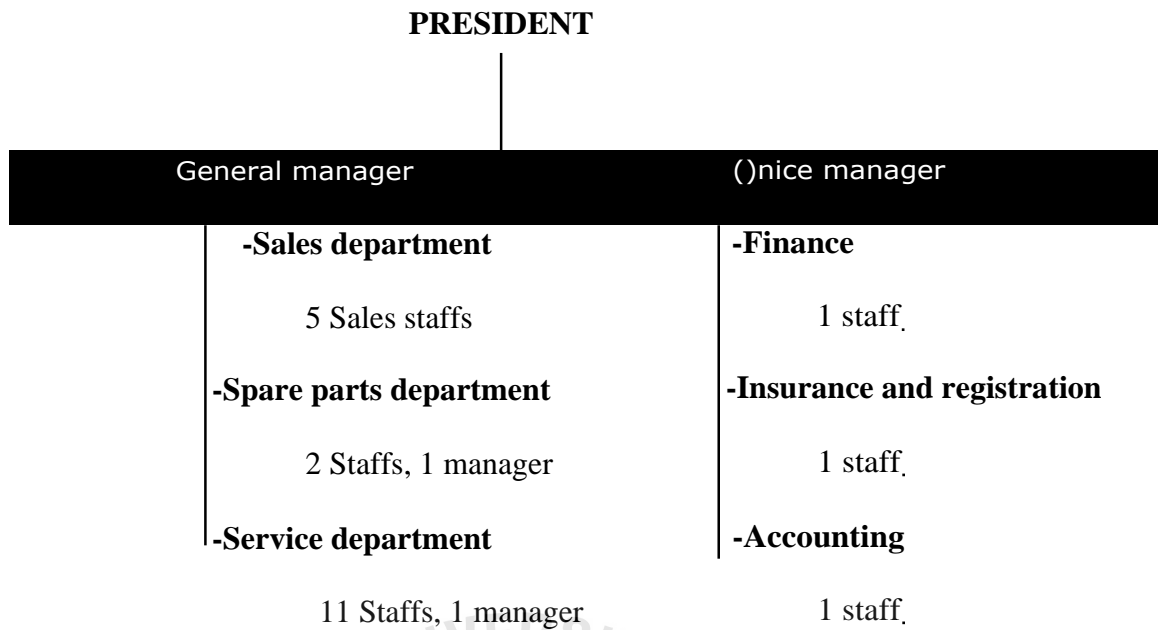 PRESIDENT
General manager
()nice manager
-Sales department
5 Sales staffs
-Spare parts department
2 Staffs, 1 manager
-Service department
11 Staffs, 1 manager
-Finance
1 staff.
-Insurance and registration
1 staff.
-Accounting
1 staff.